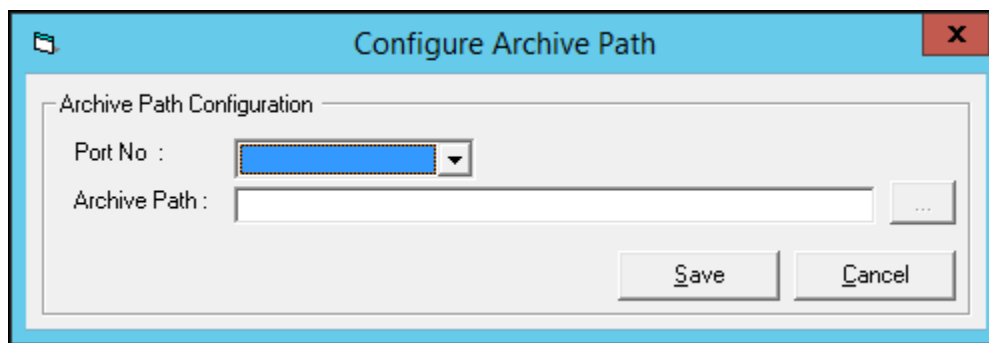 Configure Archive Path
x
Archive Path Configuration
Port No :
Archive Path :
...
Save
Cancel